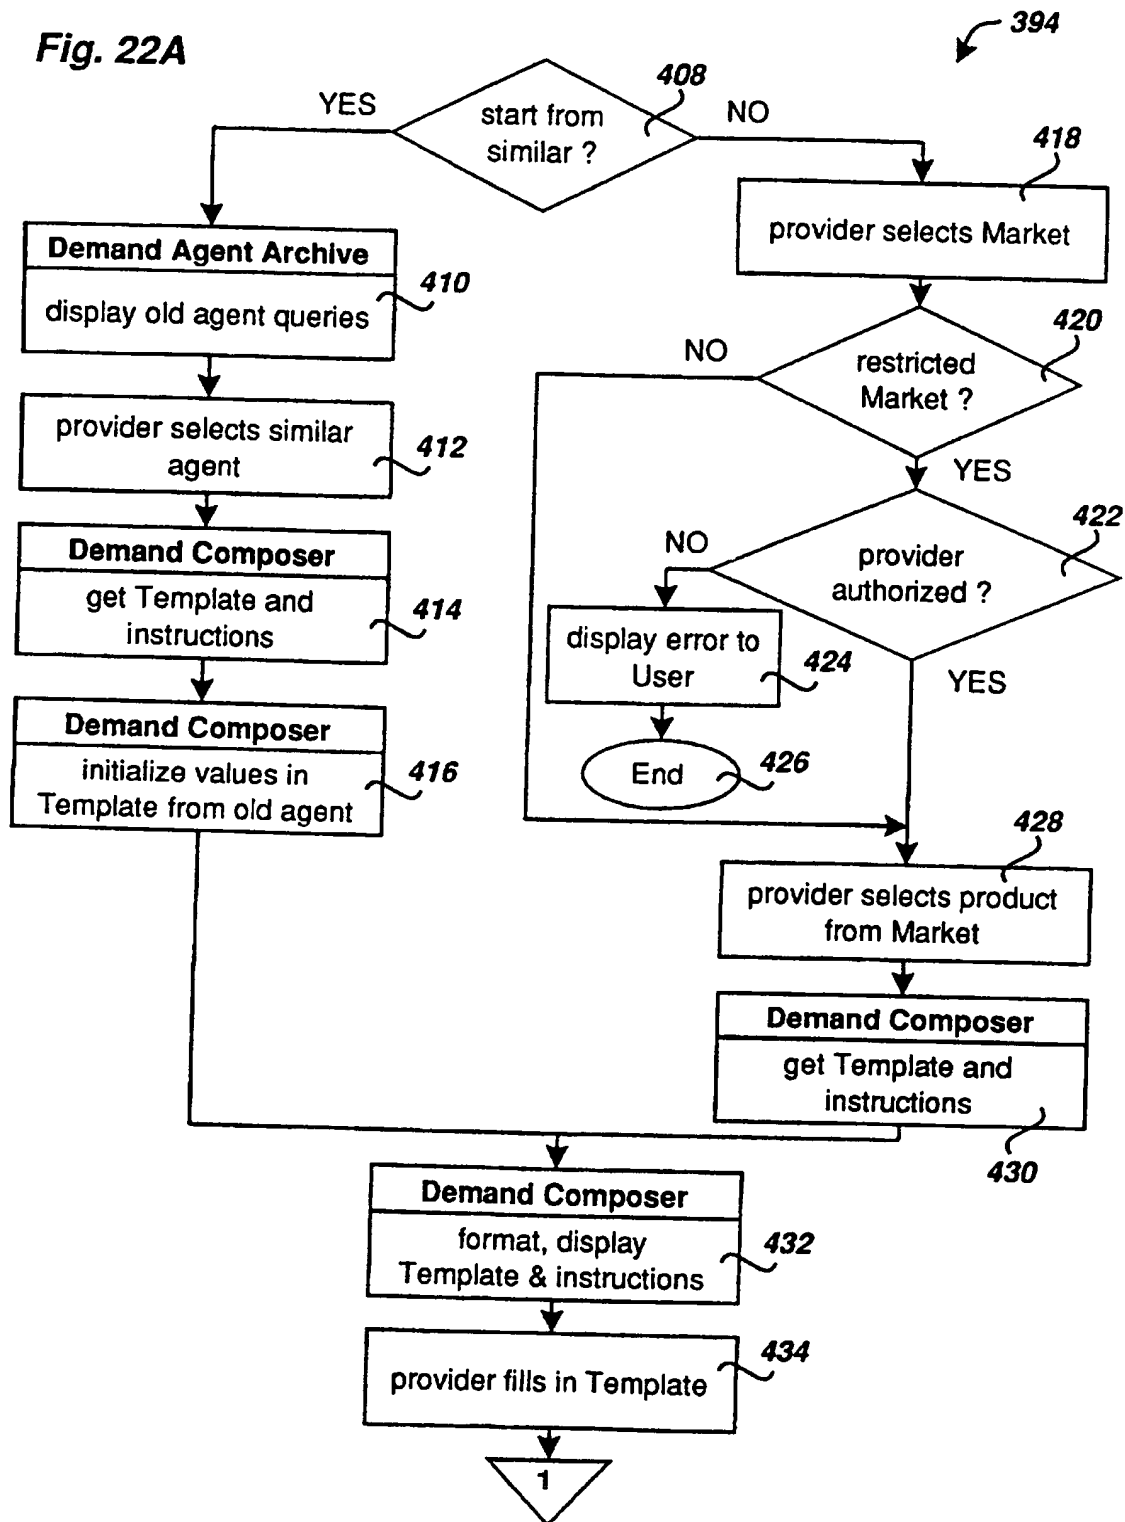 Fig. 22A
394
408
YES
start from
similar ?
NO
418
provider selects Market
Demand Agent Archive
410
display old agent queries
420
NO
restricted
Market ?
provider selects similar
agent
412
YES
422
Demand Composer
NO
provider
authorized ?
get Template and
instructions
414
display error to
User
424
YES
Demand Composer
416
initialize values in
Template from old agent
End
426
428
provider selects product
from Market
Demand Composer
get Template and
instructions
430
Demand Composer
432
format, display
Template & instructions
434
provider fills in Template
1